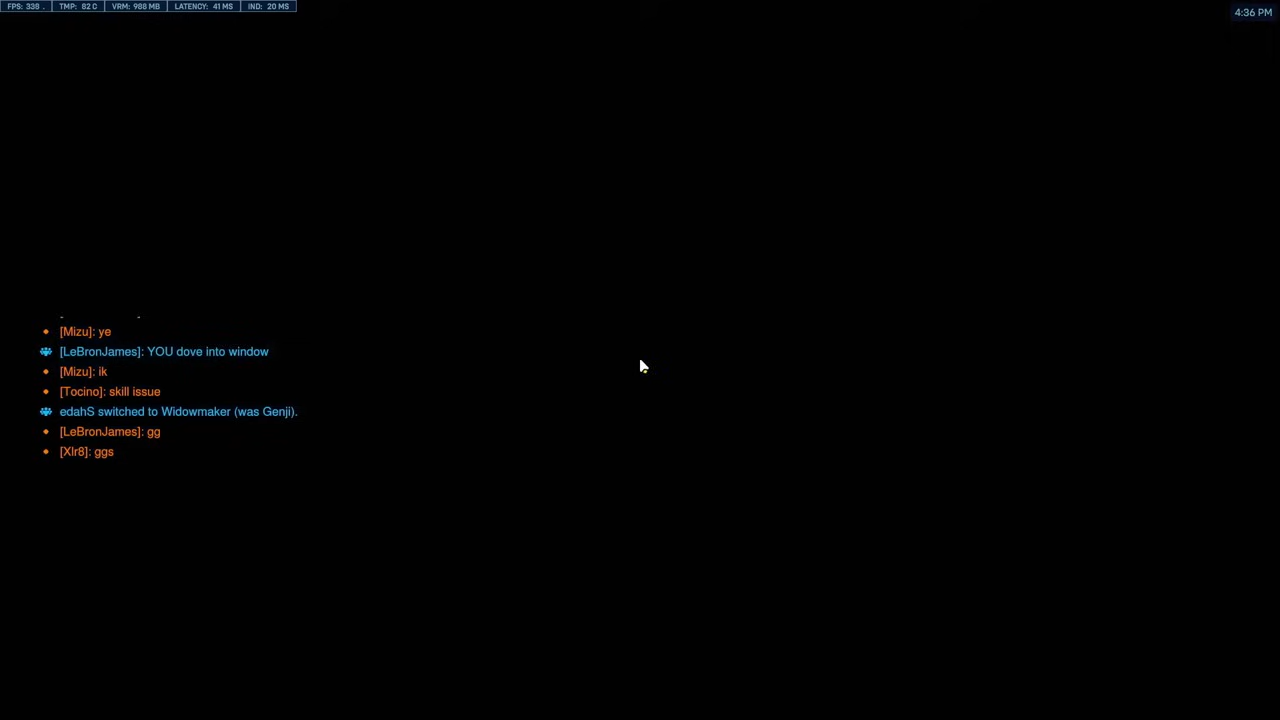 FPS: 338 . TMP: 82 C VRM: 988 MB LATENCY: 41 MS IND: 20 MS
4:36 PM
[Mizu]: ye
[LeBronJames]: YOU dove into window
[Mizu]: ik
[Tocino]: skill issue
edahS switched to Widowmaker (was Genji).
[LeBronJames]: gg
[Xlr8]: ggs